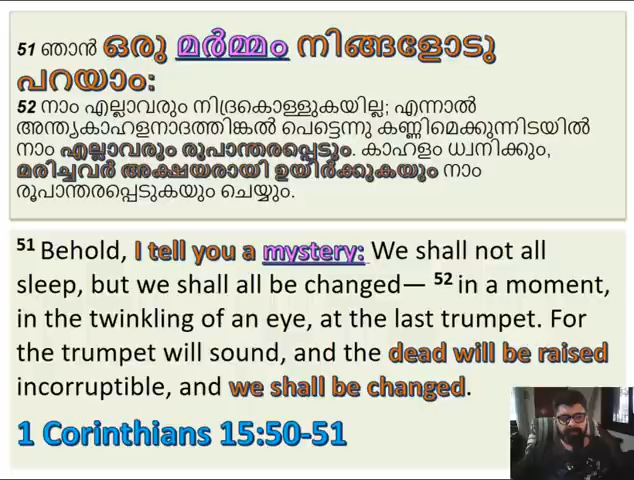 51 ഞാൻ ഒരു മർമ്മം നിങ്ങളോടു
പറയാം:
52 നാം എല്ലാവരും നിദ്രകൊള്ളുകയില്ല; എന്നാൽ
അന്ത്യകാഹളനാദത്തിങ്കൽ പെട്ടെന്നു കണ്ണിമെക്കുന്നിടയിൽ
നാം എല്ലാവരും രൂപാന്തരപ്പെടും. കാഹളം ധ്വനിക്കും,
മരിച്ചവർ അക്ഷയരായി ഉയിർക്കുകയും നാം
രൂപാന്തരപ്പെടുകയും ചെയ്യും.
51 Behold, I tell you a mystery: We shall not all
sleep, but we shall all be changed— 52 in a moment,
in the twinkling of an eye, at the last trumpet. For
the trumpet will sound, and the dead will be raised
incorruptible, and we shall be changed.
1 Corinthians 15:50-51